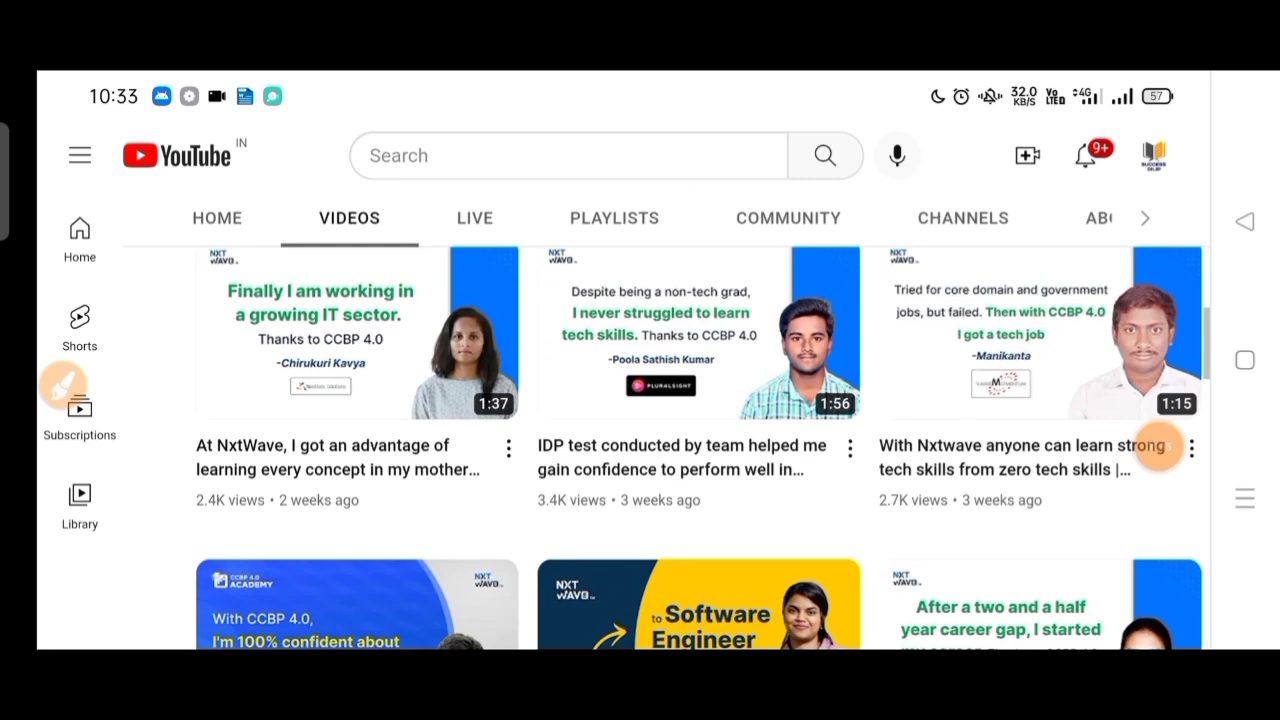 10:33
32.0
KB/S
Vo
LTE
4G
57
YouTube
IN
Search
9+
SUCCESS
HOME
VIDEOS
LIVE
PLAYLISTS
COMMUNITY
CHANNELS
Home
Shorts
Subscriptions
Library
NXT
WAVE
Finally I am working in
a growing IT sector.
Thanks to CCBP 4.0
-Chirukuri Kavya
1:37
At NxtWave, I got an advantage of
learning every concept in my mother...
2.4K views • 2 weeks ago
NXT
WAVE
Despite being a non-tech grad,
I never struggled to learn
tech skills. Thanks to CCBP 4.0
-Poola Sathish Kumar
PLURALSIGHT
1:56
IDP test conducted by team helped me
gain confidence to perform well in...
3.4K views • 3 weeks ago
NXT
WAVE
Tried for core domain and government
jobs, but failed. Then with CCBP 4.0
I got a tech job
-Manikanta
1:15
With Nxtwave anyone can learn strong
tech skills from zero tech skills |...
2.7K views • 3 weeks ago
CCBP 4.0
ACADEMY
NXT
WAVE
With CCBP 4.0,
I'm 100% confident about
NXT
WAVE
to Software
Engineer
NXT
WAVE
After a two and a half
year career gap, I started